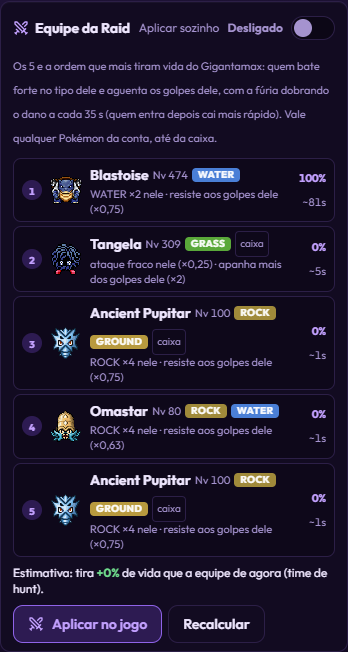 Equipe da Raid Aplicar sozinho Desligado
Os 5 e a ordem que mais tiram vida do Gigantamax: quem bate
forte no tipo dele e aguenta os golpes dele, com a fúria dobrando
o dano a cada 35 s (quem entra depois cai mais rápido). Vale
qualquer Pokémon da conta, até da caixa.
1 Blastoise Nv 474 WATER 100%
WATER ×2 nele · resiste aos golpes dele
(×0,75) ~81s
2 Tangela Nv 309 GRASS caixa 0%
ataque fraco nele (×0,25) · apanha mais
dos golpes dele (×2) ~5s
3 Ancient Pupitar Nv 100 ROCK
GROUND caixa 0%
ROCK ×4 nele · resiste aos golpes dele
(×0,75) ~1s
4 Omastar Nv 80 ROCK WATER 0%
ROCK ×4 nele · resiste aos golpes dele
(×0,63) ~1s
5 Ancient Pupitar Nv 100 ROCK
GROUND caixa 0%
ROCK ×4 nele · resiste aos golpes dele
(×0,75) ~1s
Estimativa: tira +0% de vida que a equipe de agora (time de
hunt).
Aplicar no jogo Recalcular